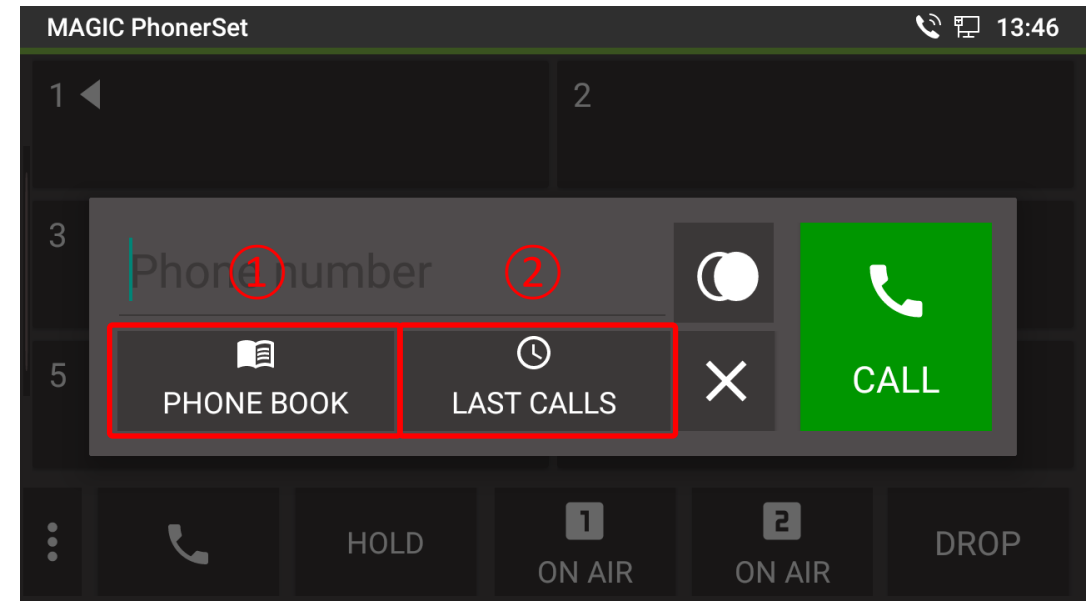 MAGIC PhonerSet 13:46
1 2
3
Phone number
① ②
5
PHONE BOOK LAST CALLS CALL
HOLD 1 ON AIR 2 ON AIR DROP